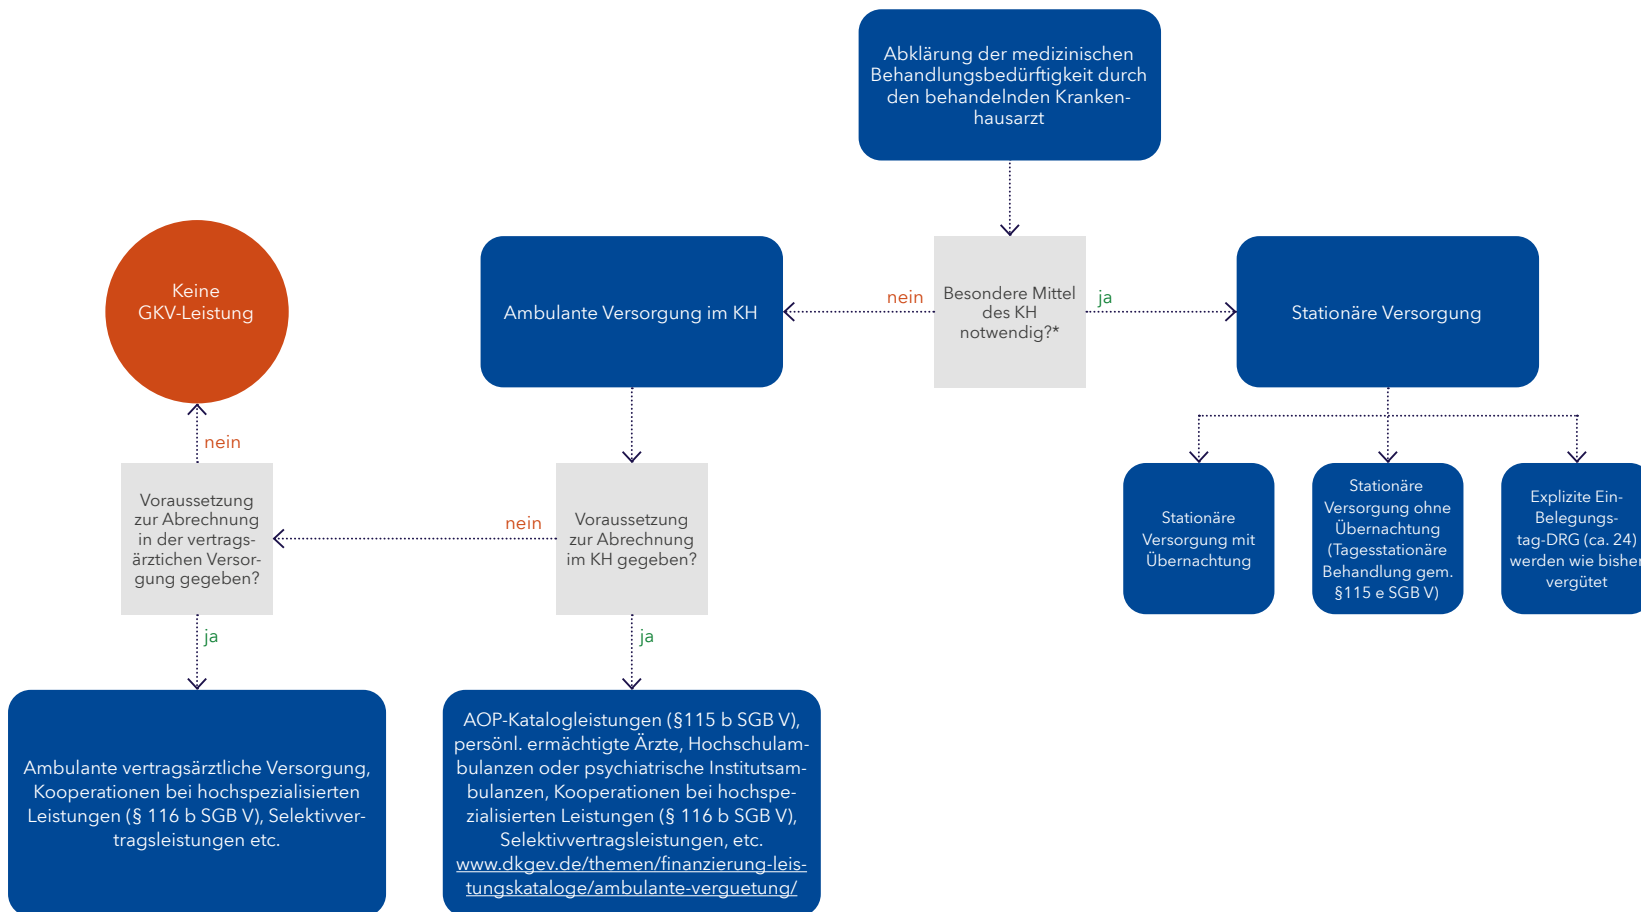 Abklärung der medizinischen
Behandlungsbedürftigkeit durch
den behandelnden Kranken-
hausarzt
Keine
GKV-Leistung
Ambulante Versorgung im KH
nein
Besondere Mittel
des KH
notwendig?*
ja
Stationäre Versorgung
nein
Voraussetzung
zur Abrechnung
in der vertrags-
ärztichen Versor-
gung gegeben?
nein
Voraussetzung
zur Abrechnung
im KH gegeben?
Stationäre
Versorgung mit
Übernachtung
Stationäre
Versorgung ohne
Übernachtung
(Tagesstationäre
Behandlung gem.
§115 e SGB V)
Explizite Ein-
Belegungs-
tag-DRG (ca. 24)
werden wie bisher
vergütet
ja
ja
Ambulante vertragsärztliche Versorgung,
Kooperationen bei hochspezialisierten
Leistungen (§ 116 b SGB V), Selektivver-
tragsleistungen etc.
AOP-Katalogleistungen (§115 b SGB V),
persönl. ermächtigte Ärzte, Hochschulam-
bulanzen oder psychiatrische Institutsam-
bulanzen, Kooperationen bei hochspe-
zialisierten Leistungen (§ 116 b SGB V),
Selektivvertragsleistungen, etc.
www.dkgev.de/themen/finanzierung-leis-
tungskataloge/ambulante-verguetung/